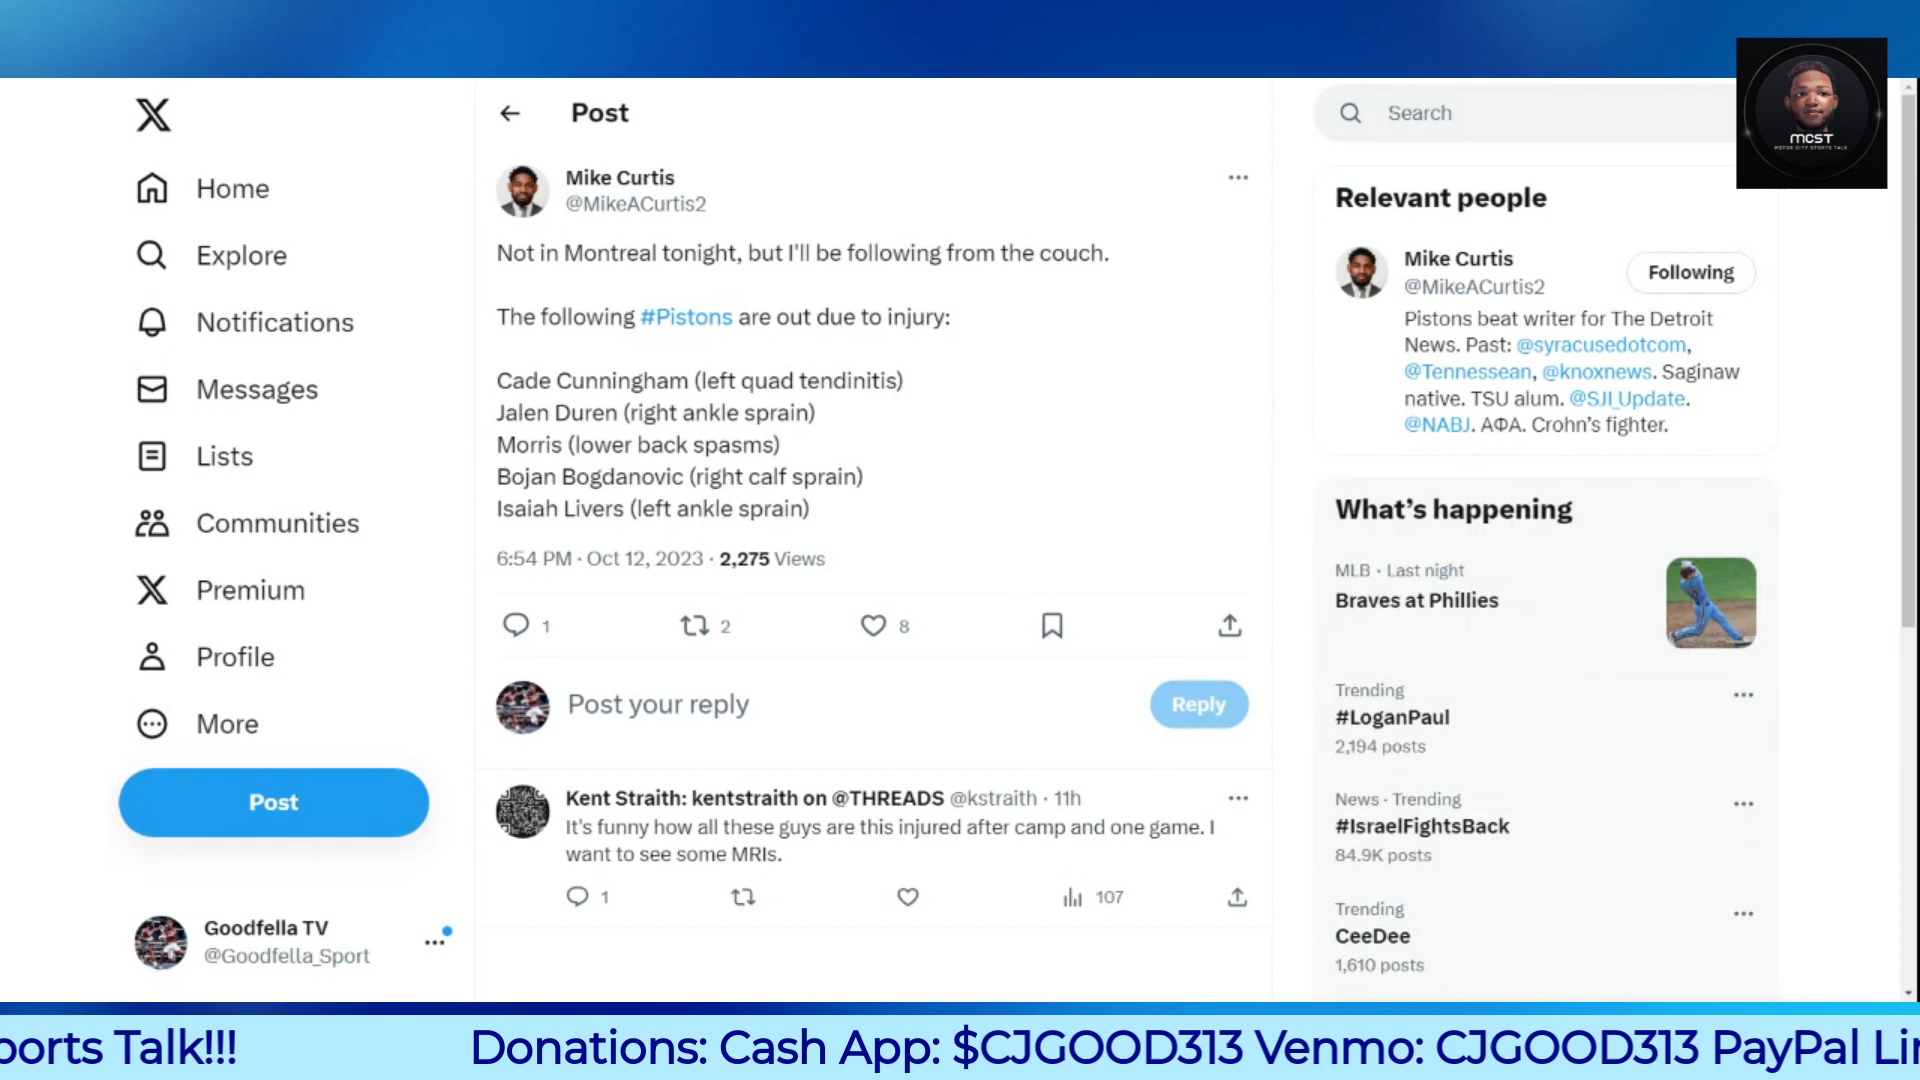 Home
Explore
Notifications
Messages
Lists
Communities
Premium
Profile
More
Post
Goodfella TV
@Goodfella_Sport
Post
Mike Curtis
@MikeACurtis2
Not in Montreal tonight, but I'll be following from the couch.
The following #Pistons are out due to injury:
Cade Cunningham (left quad tendinitis)
Jalen Duren (right ankle sprain)
Morris (lower back spasms)
Bojan Bogdanovic (right calf sprain)
Isaiah Livers (left ankle sprain)
6:54 PM · Oct 12, 2023 · 2,275 Views
1 2 8
Post your reply
Reply
Kent Straith: kentstraith on @THREADS @kstraith · 11h
It's funny how all these guys are this injured after camp and one game. I
want to see some MRIs.
1 107
Search
MCST
MOTOR CITY SPORTS TALK
Relevant people
Mike Curtis
@MikeACurtis2
Following
Pistons beat writer for The Detroit
News. Past: @syracusedotcom,
@Tennessean, @knoxnews. Saginaw
native. TSU alum. @SJI_Update.
@NABJ. ΑΦΑ. Crohn’s fighter.
What’s happening
MLB · Last night
Braves at Phillies
Trending
#LoganPaul
2,194 posts
News · Trending
#IsraelFightsBack
84.9K posts
Trending
CeeDee
1,610 posts
ports Talk!!! Donations: Cash App: $CJGOOD313 Venmo: CJGOOD313 PayPal Lin